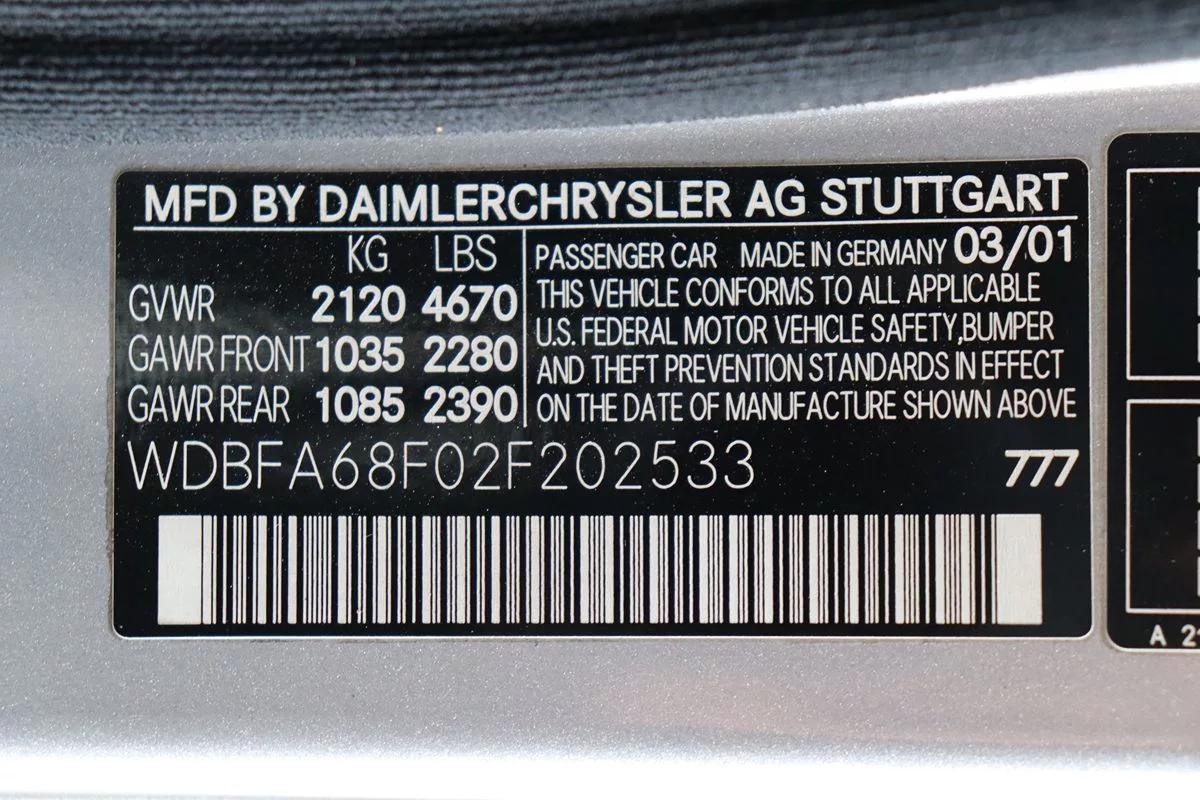 MFD BY DAIMLERCHRYSLER AG STUTTGART
KG LBS
GVWR 2120 4670
GAWR FRONT 1035 2280
GAWR REAR 1085 2390
PASSENGER CAR MADE IN GERMANY 03/01
THIS VEHICLE CONFORMS TO ALL APPLICABLE
U.S. FEDERAL MOTOR VEHICLE SAFETY,BUMPER
AND THEFT PREVENTION STANDARDS IN EFFECT
ON THE DATE OF MANUFACTURE SHOWN ABOVE
WDBFA68F02F202533 777
A